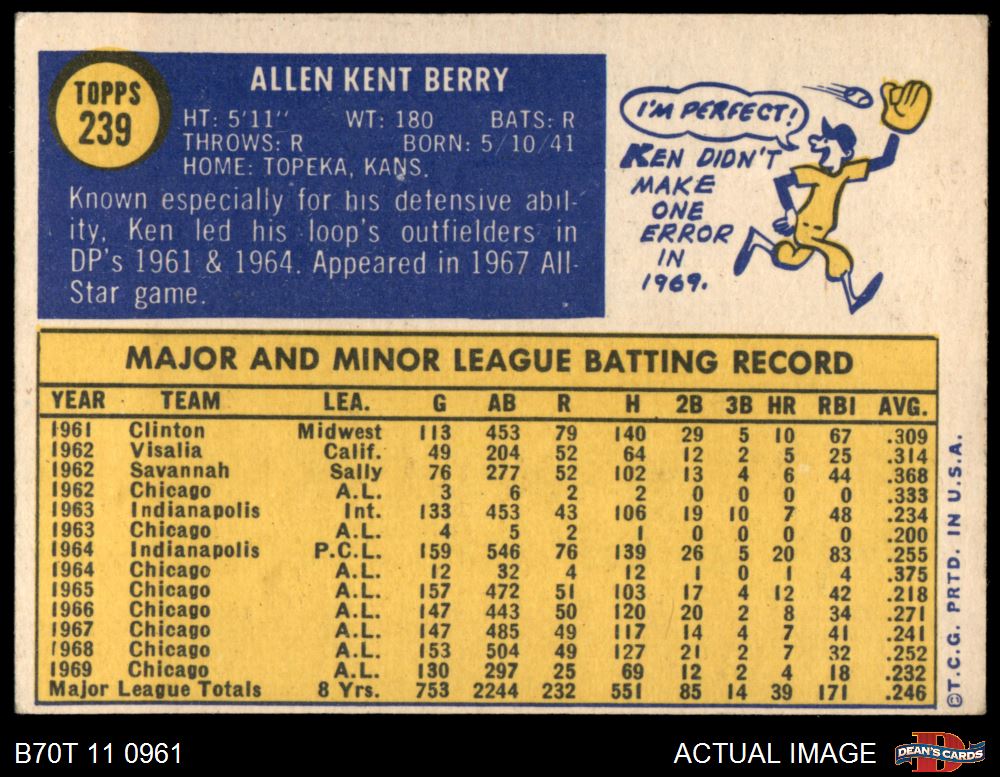 TOPPS
239
ALLEN KENT BERRY
HT: 5'11" WT: 180 BATS: R
THROWS: R BORN: 5/10/41
HOME: TOPEKA, KANS.
Known especially for his defensive abil-
ity, Ken led his loop's outfielders in
DP's 1961 & 1964. Appeared in 1967 All-
Star game.
I'M PERFECT!
KEN DIDN'T
MAKE
ONE
ERROR
IN
1969.
MAJOR AND MINOR LEAGUE BATTING RECORD
YEAR TEAM LEA. G AB R H 2B 3B HR RBI AVG.
1961 Clinton Midwest 113 453 79 140 29 5 10 67 .309
1962 Visalia Calif. 49 204 52 64 12 2 5 25 .314
1962 Savannah Sally 76 277 52 102 13 4 6 44 .368
1962 Chicago A.L. 3 6 2 2 0 0 0 0 .333
1963 Indianapolis Int. 133 453 43 106 19 10 7 48 .234
1963 Chicago A.L. 4 5 2 1 0 0 0 0 .200
1964 Indianapolis P.C.L. 159 546 76 139 26 5 20 83 .255
1964 Chicago A.L. 12 32 4 12 1 0 1 4 .375
1965 Chicago A.L. 157 472 51 103 17 4 12 42 .218
1966 Chicago A.L. 147 443 50 120 20 2 8 34 .271
1967 Chicago A.L. 147 485 49 117 14 4 7 41 .241
1968 Chicago A.L. 153 504 49 127 21 2 7 32 .252
1969 Chicago A.L. 130 297 25 69 12 2 4 18 .232
Major League Totals 8 Yrs. 753 2244 232 551 85 14 39 171 .246
©T.C.G. PRTD. IN U.S.A.
B70T 11 0961
ACTUAL IMAGE
DEAN'S CARDS